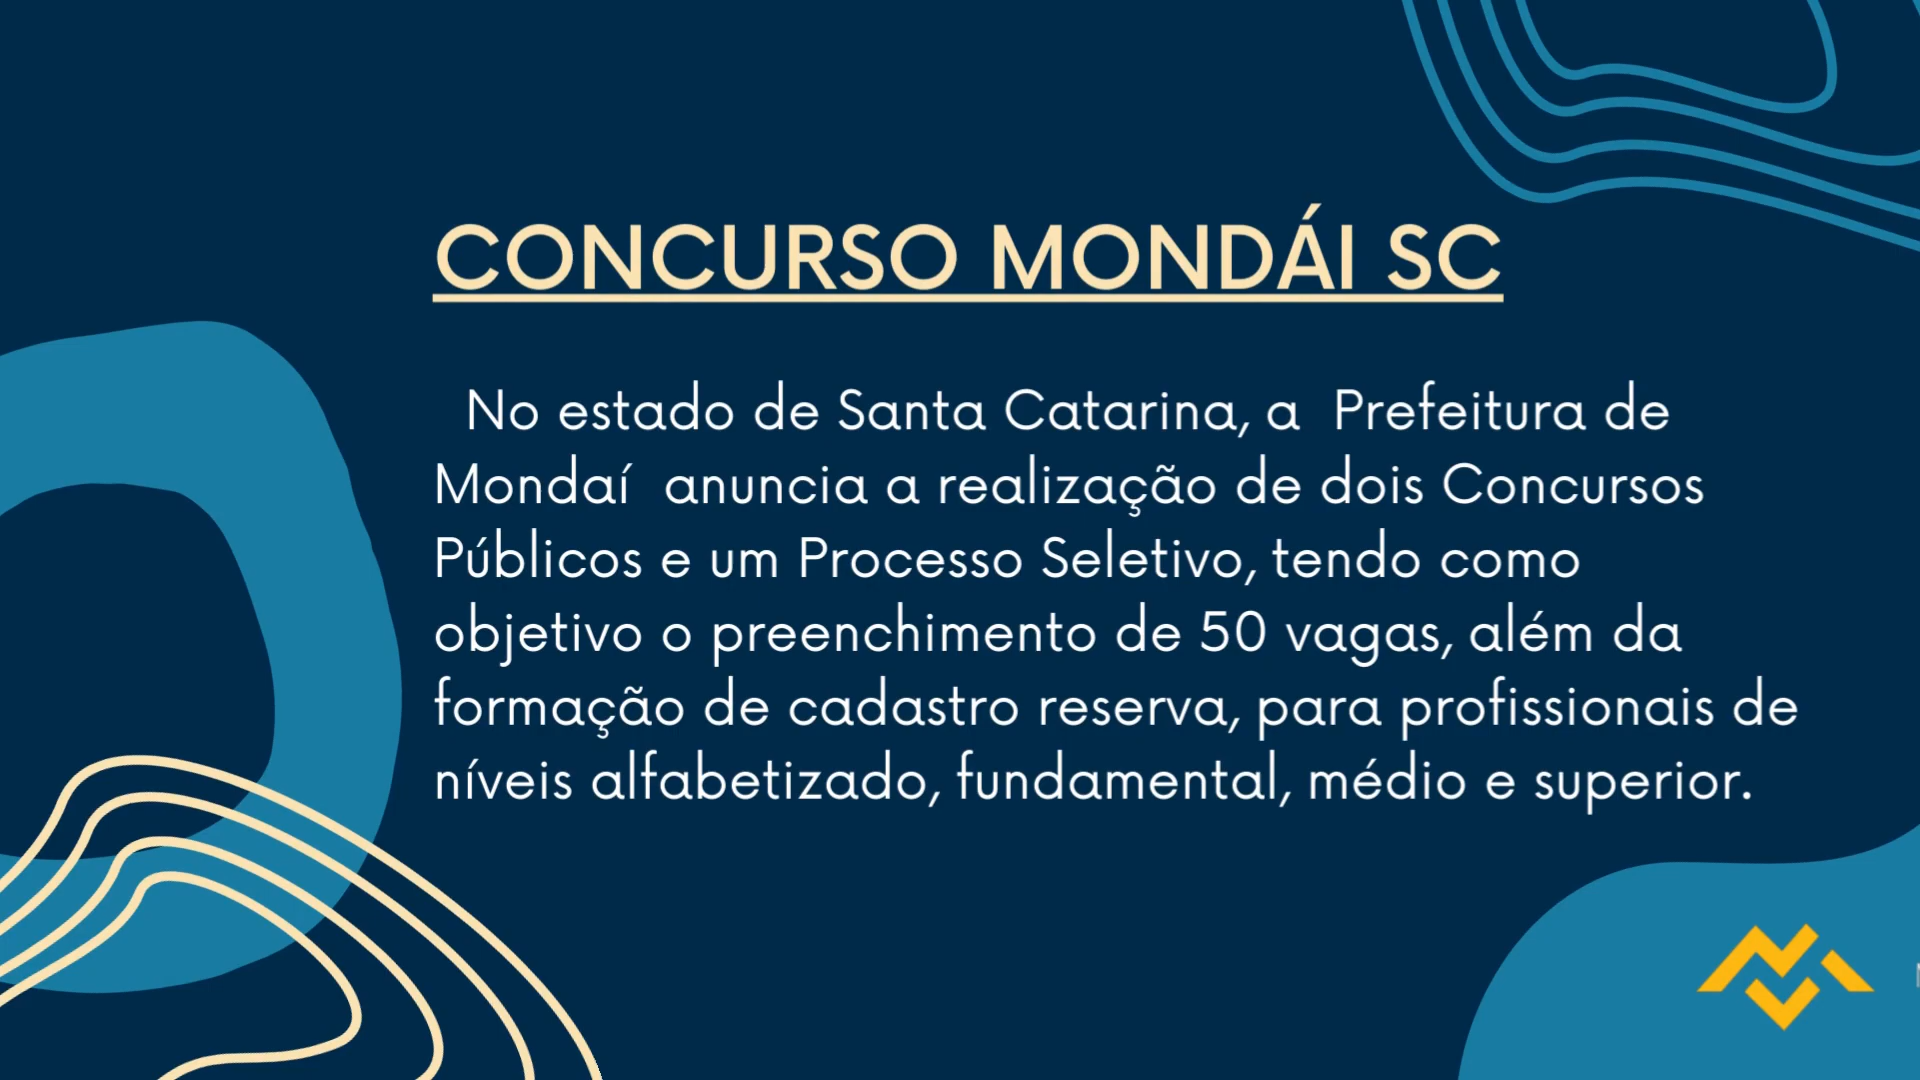 CONCURSO MONDÁI SC
No estado de Santa Catarina, a Prefeitura de
Mondaí anuncia a realização de dois Concursos
Públicos e um Processo Seletivo, tendo como
objetivo o preenchimento de 50 vagas, além da
formação de cadastro reserva, para profissionais de
níveis alfabetizado, fundamental, médio e superior.